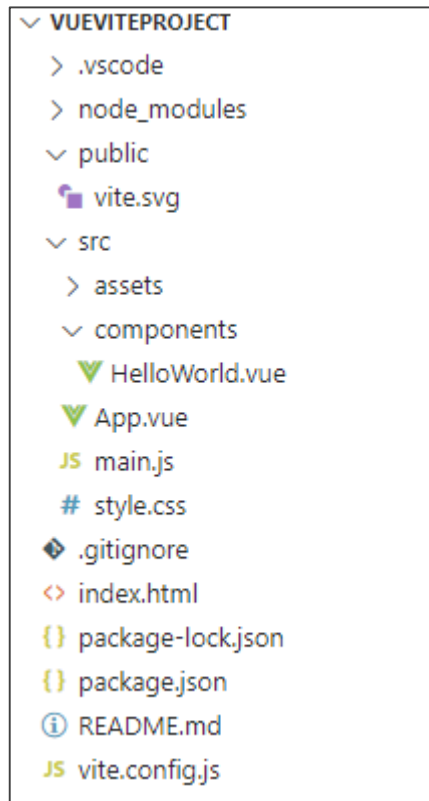 VUEVITEPROJECT
.vscode
node_modules
public
vite.svg
src
assets
components
HelloWorld.vue
App.vue
JS main.js
# style.css
.gitignore
<> index.html
{} package-lock.json
{} package.json
README.md
JS vite.config.js